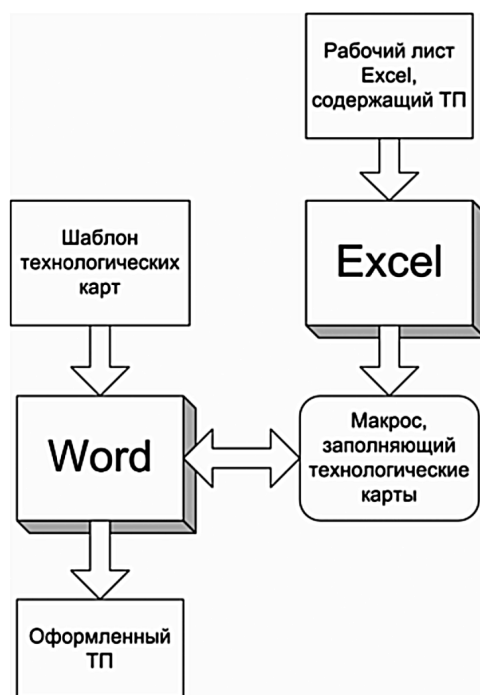 Рабочий лист
Excel,
содержащий ТП
Шаблон
технологических
карт
Excel
Word
Макрос,
заполняющий
технологические
карты
Оформленный
ТП